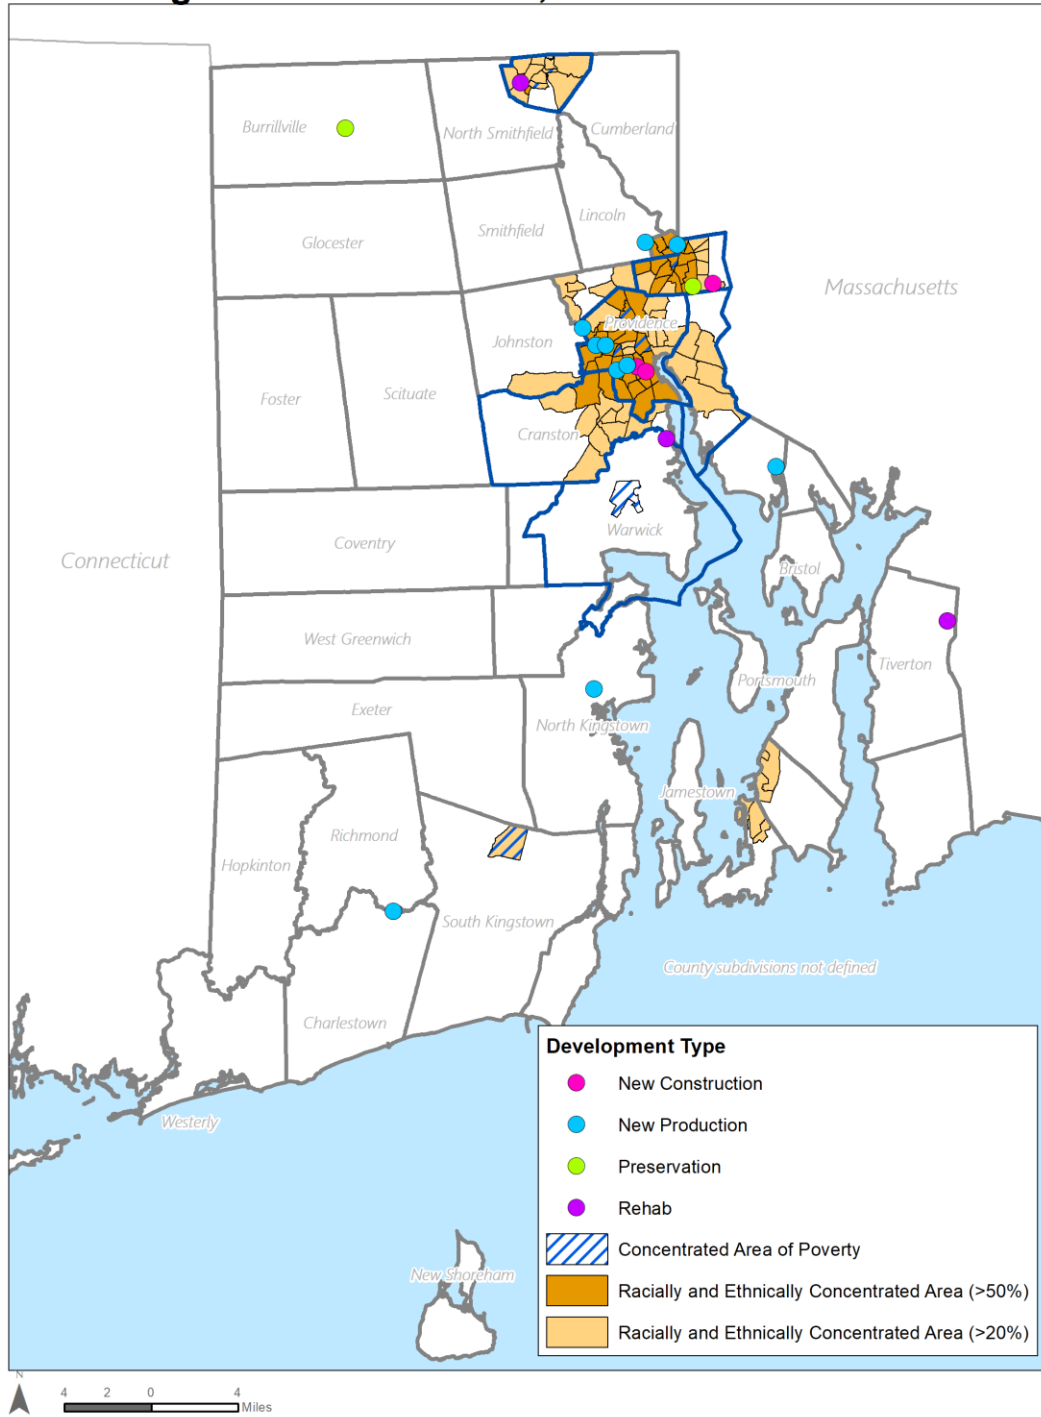 Burrillville
North Smithfield
Cumberland
Lincoln
Smithfield
Glocester
Massachusetts
Providence
Johnston
Scituate
Foster
Cranston
Warwick
Coventry
Connecticut
Bristol
West Greenwich
Tiverton
Portsmouth
Exeter
North Kingstown
Jamestown
Richmond
Hopkinton
South Kingstown
County subdivisions not defined
Charlestown
Westerly
New Shoreham
Development Type
New Construction
New Production
Preservation
Rehab
Concentrated Area of Poverty
Racially and Ethnically Concentrated Area (>50%)
Racially and Ethnically Concentrated Area (>20%)
N
4 2 0 4
Miles